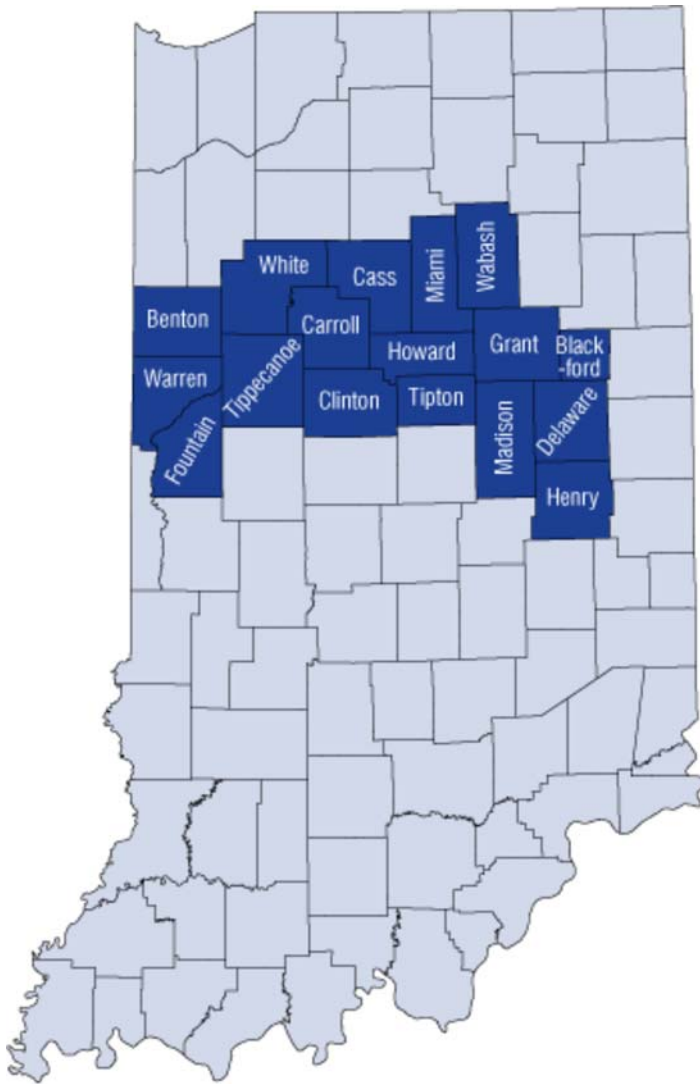 White
Cass
Miami
Wabash
Benton
Carroll
Howard
Grant
Black
-ford
Warren
Tippecanoe
Clinton
Tipton
Madison
Delaware
Fountain
Henry